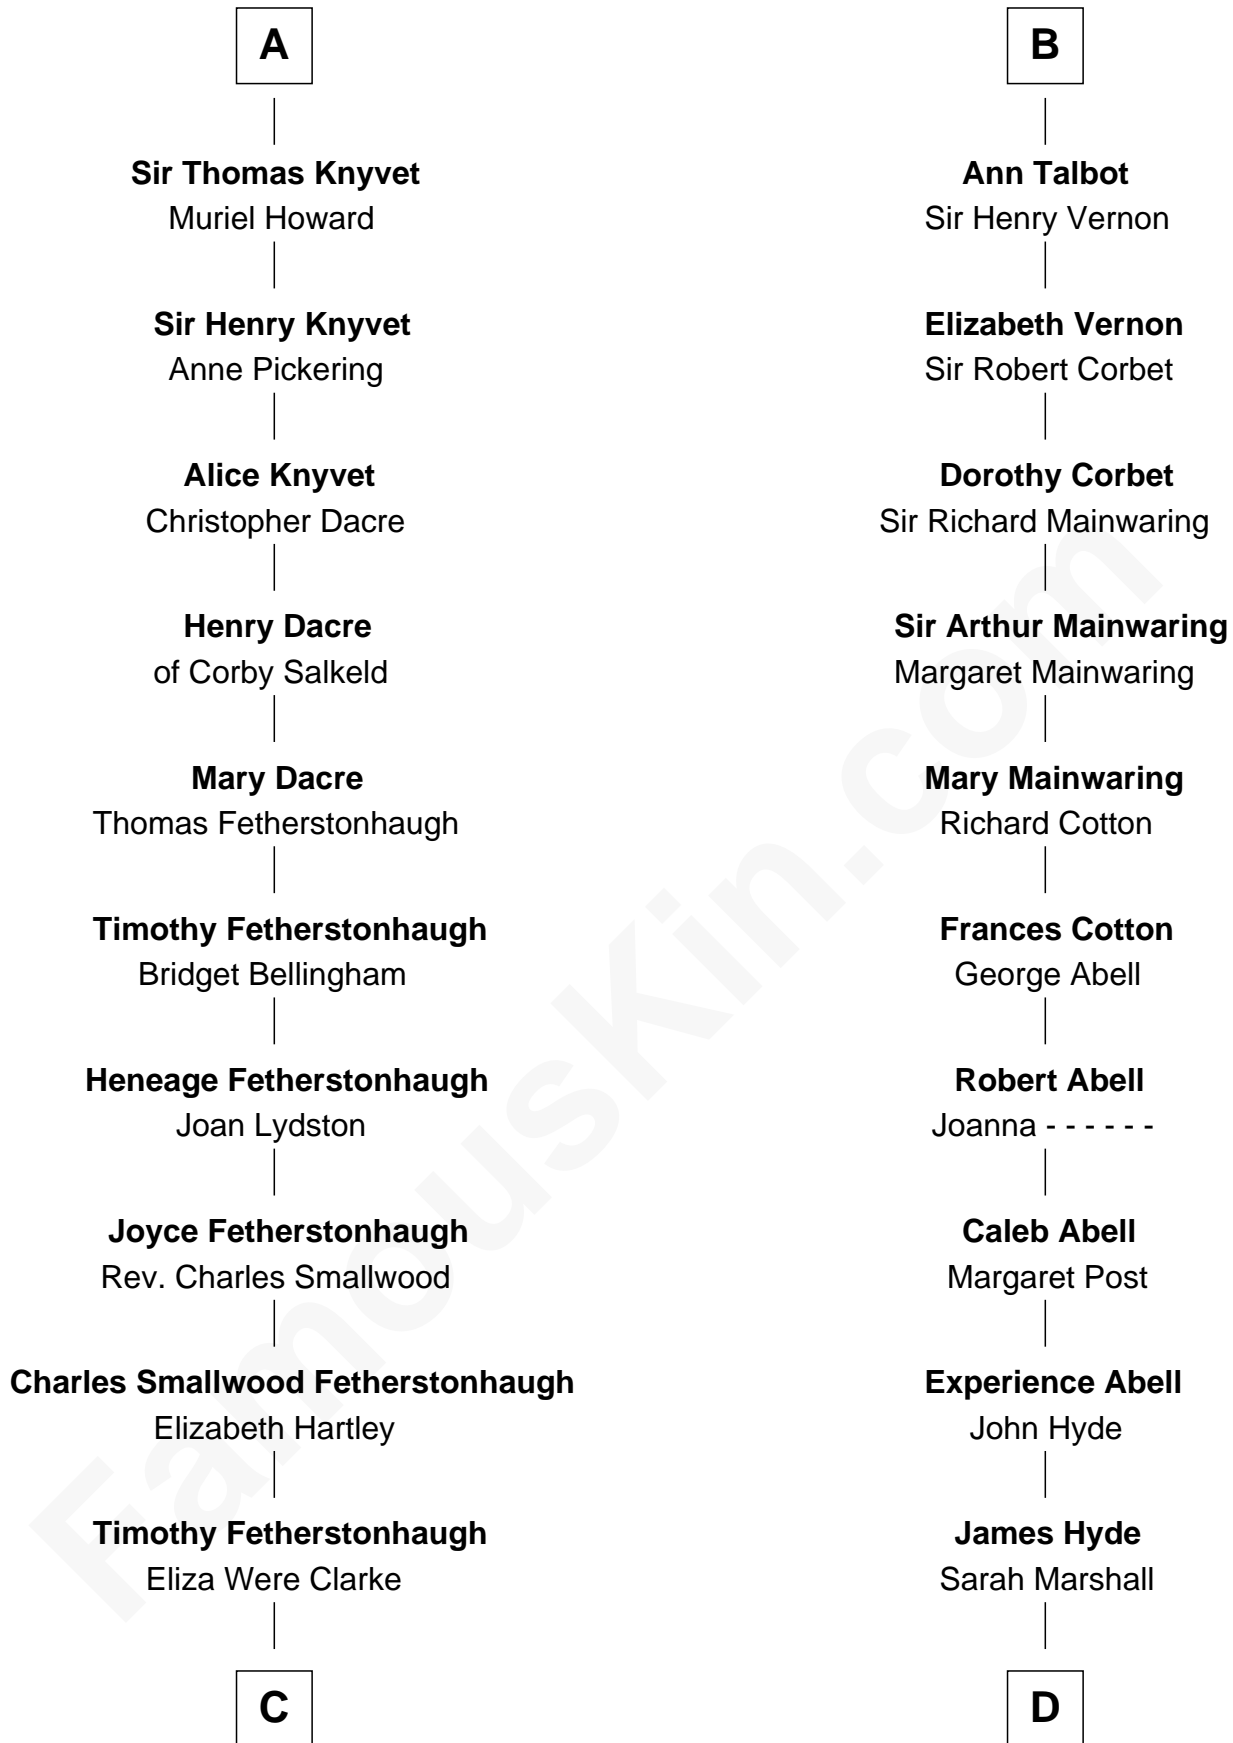 A
Sir Thomas Knyvet
Muriel Howard
Sir Henry Knyvet
Anne Pickering
Alice Knyvet
Christopher Dacre
Henry Dacre
of Corby Salkeld
Mary Dacre
Thomas Fetherstonhaugh
Timothy Fetherstonhaugh
Bridget Bellingham
Heneage Fetherstonhaugh
Joan Lydston
Joyce Fetherstonhaugh
Rev. Charles Smallwood
Charles Smallwood Fetherstonhaugh
Elizabeth Hartley
Timothy Fetherstonhaugh
Eliza Were Clarke
C
B
Ann Talbot
Sir Henry Vernon
Elizabeth Vernon
Sir Robert Corbet
Dorothy Corbet
Sir Richard Mainwaring
Sir Arthur Mainwaring
Margaret Mainwaring
Mary Mainwaring
Richard Cotton
Frances Cotton
George Abell
Robert Abell
Joanna - - - - - -
Caleb Abell
Margaret Post
Experience Abell
John Hyde
James Hyde
Sarah Marshall
D
FamousKin.com